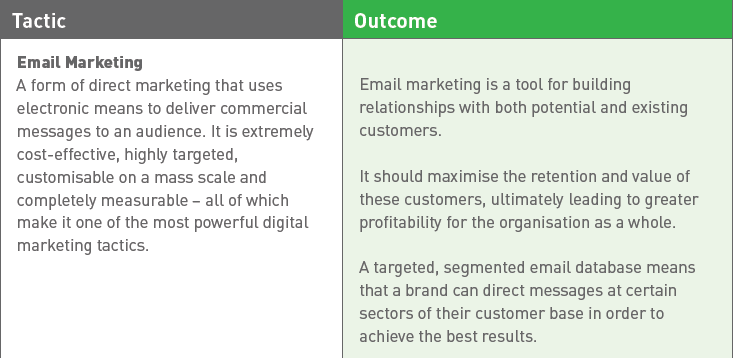 Tactic
Outcome
Email Marketing
A form of direct marketing that uses
electronic means to deliver commercial
messages to an audience. It is extremely
cost-effective, highly targeted,
customisable on a mass scale and
completely measurable – all of which
make it one of the most powerful digital
marketing tactics.
Email marketing is a tool for building
relationships with both potential and existing
customers.
It should maximise the retention and value of
these customers, ultimately leading to greater
profitability for the organisation as a whole.
A targeted, segmented email database means
that a brand can direct messages at certain
sectors of their customer base in order to
achieve the best results.